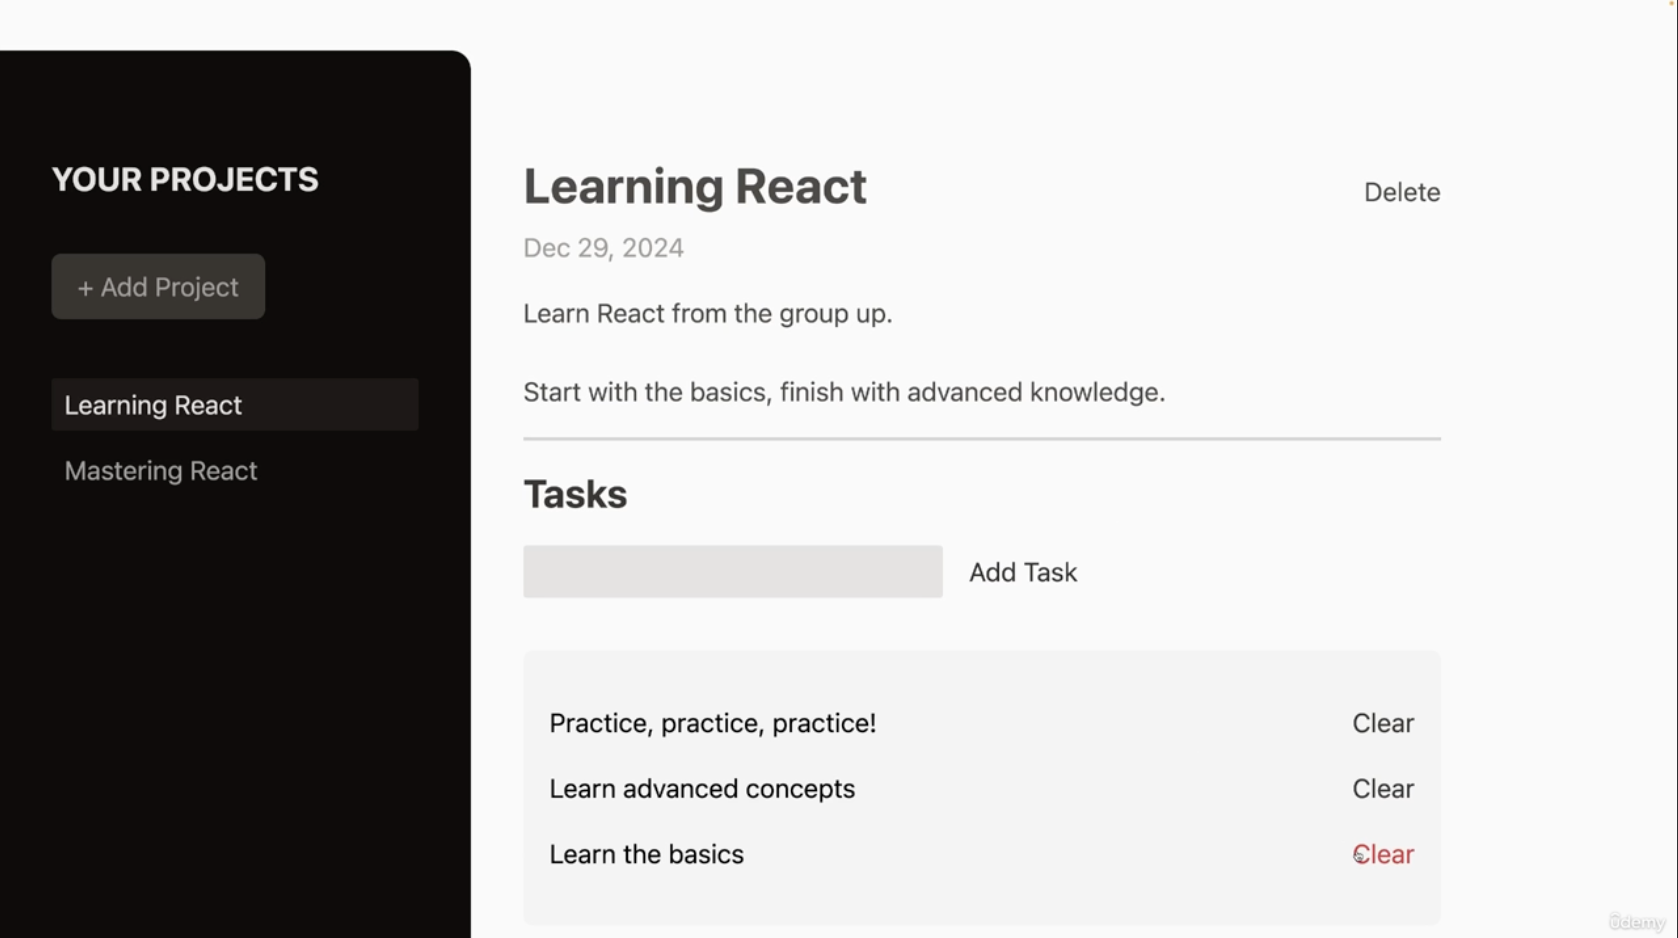 YOUR PROJECTS
+ Add Project
Learning React
Mastering React
Learning React
Delete
Dec 29, 2024
Learn React from the group up.
Start with the basics, finish with advanced knowledge.
Tasks
Add Task
Practice, practice, practice!
Clear
Learn advanced concepts
Clear
Learn the basics
Clear
ûdemy